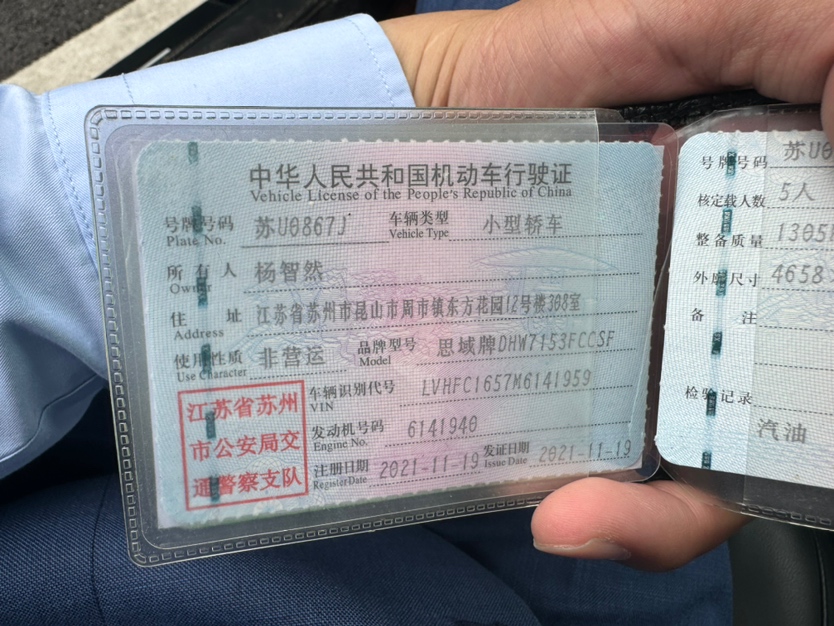 中华人民共和国机动车行驶证
Vehicle License of the People's Republic of China
号牌号码 苏U0867J 车辆类型 小型轿车
Plate No. Vehicle Type
所有人 杨智然
Owner
住址 江苏省苏州市昆山市周市镇东方花园12号楼368室
Address
使用性质 非营运 品牌型号 思域牌DHW7153FCCSF
Use Character Model
江苏省苏州
市公安局交
通警察支队
车辆识别代号 LVHFC1657M6141959
VIN
发动机号码 6141940
Engine No.
注册日期 2021-11-19 发证日期 2021-11-19
Register Date Issue Date
号牌号码 苏U0
核定载人数 5人
整备质量 1305
外廓尺寸 4658
备注
检验记录
汽油